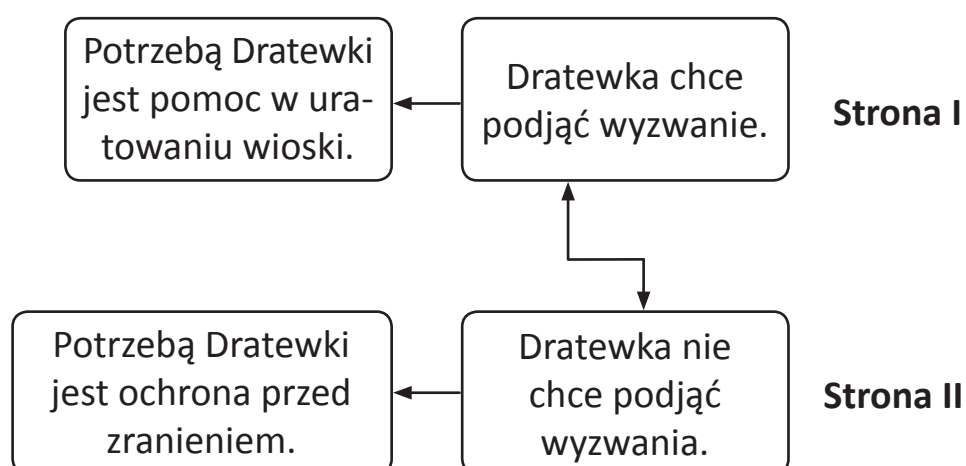 Potrzebą Dratewki
jest pomoc w ura-
towaniu wioski.
Dratewka chce
podjąć wyzwanie.
Strona I
Potrzebą Dratewki
jest ochrona przed
zranieniem.
Dratewka nie
chce podjąć
wyzwania.
Strona II